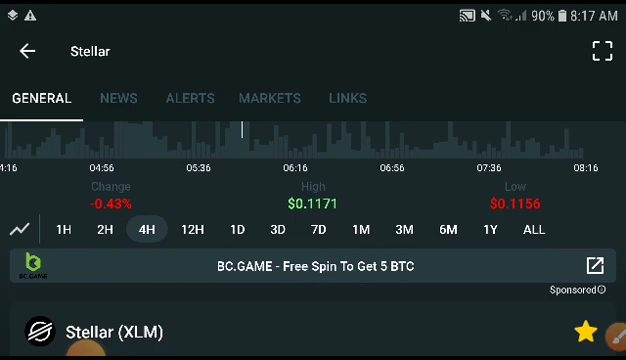 90% 8:17 AM
Stellar
GENERAL NEWS ALERTS MARKETS LINKS
4:16 04:56 05:36 06:16 06:56 07:36 08:16
Change High Low
-0.43% $0.1171 $0.1156
1H 2H 4H 12H 1D 3D 7D 1M 3M 6M 1Y ALL
BC.GAME BC.GAME - Free Spin To Get 5 BTC
Sponsored
Stellar (XLM)